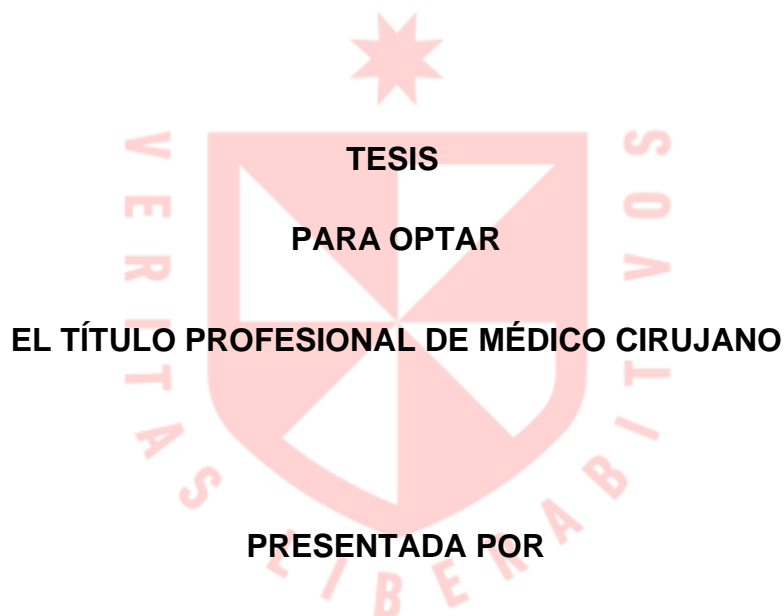 TESIS
PARA OPTAR
EL TÍTULO PROFESIONAL DE MÉDICO CIRUJANO
PRESENTADA POR
VERITAS LIBERABIT VOS